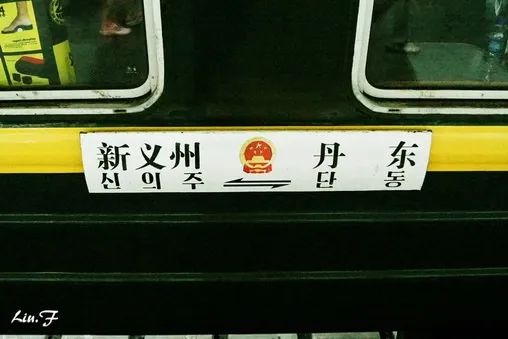 新义州 丹东
신의주 단동
Lin.F